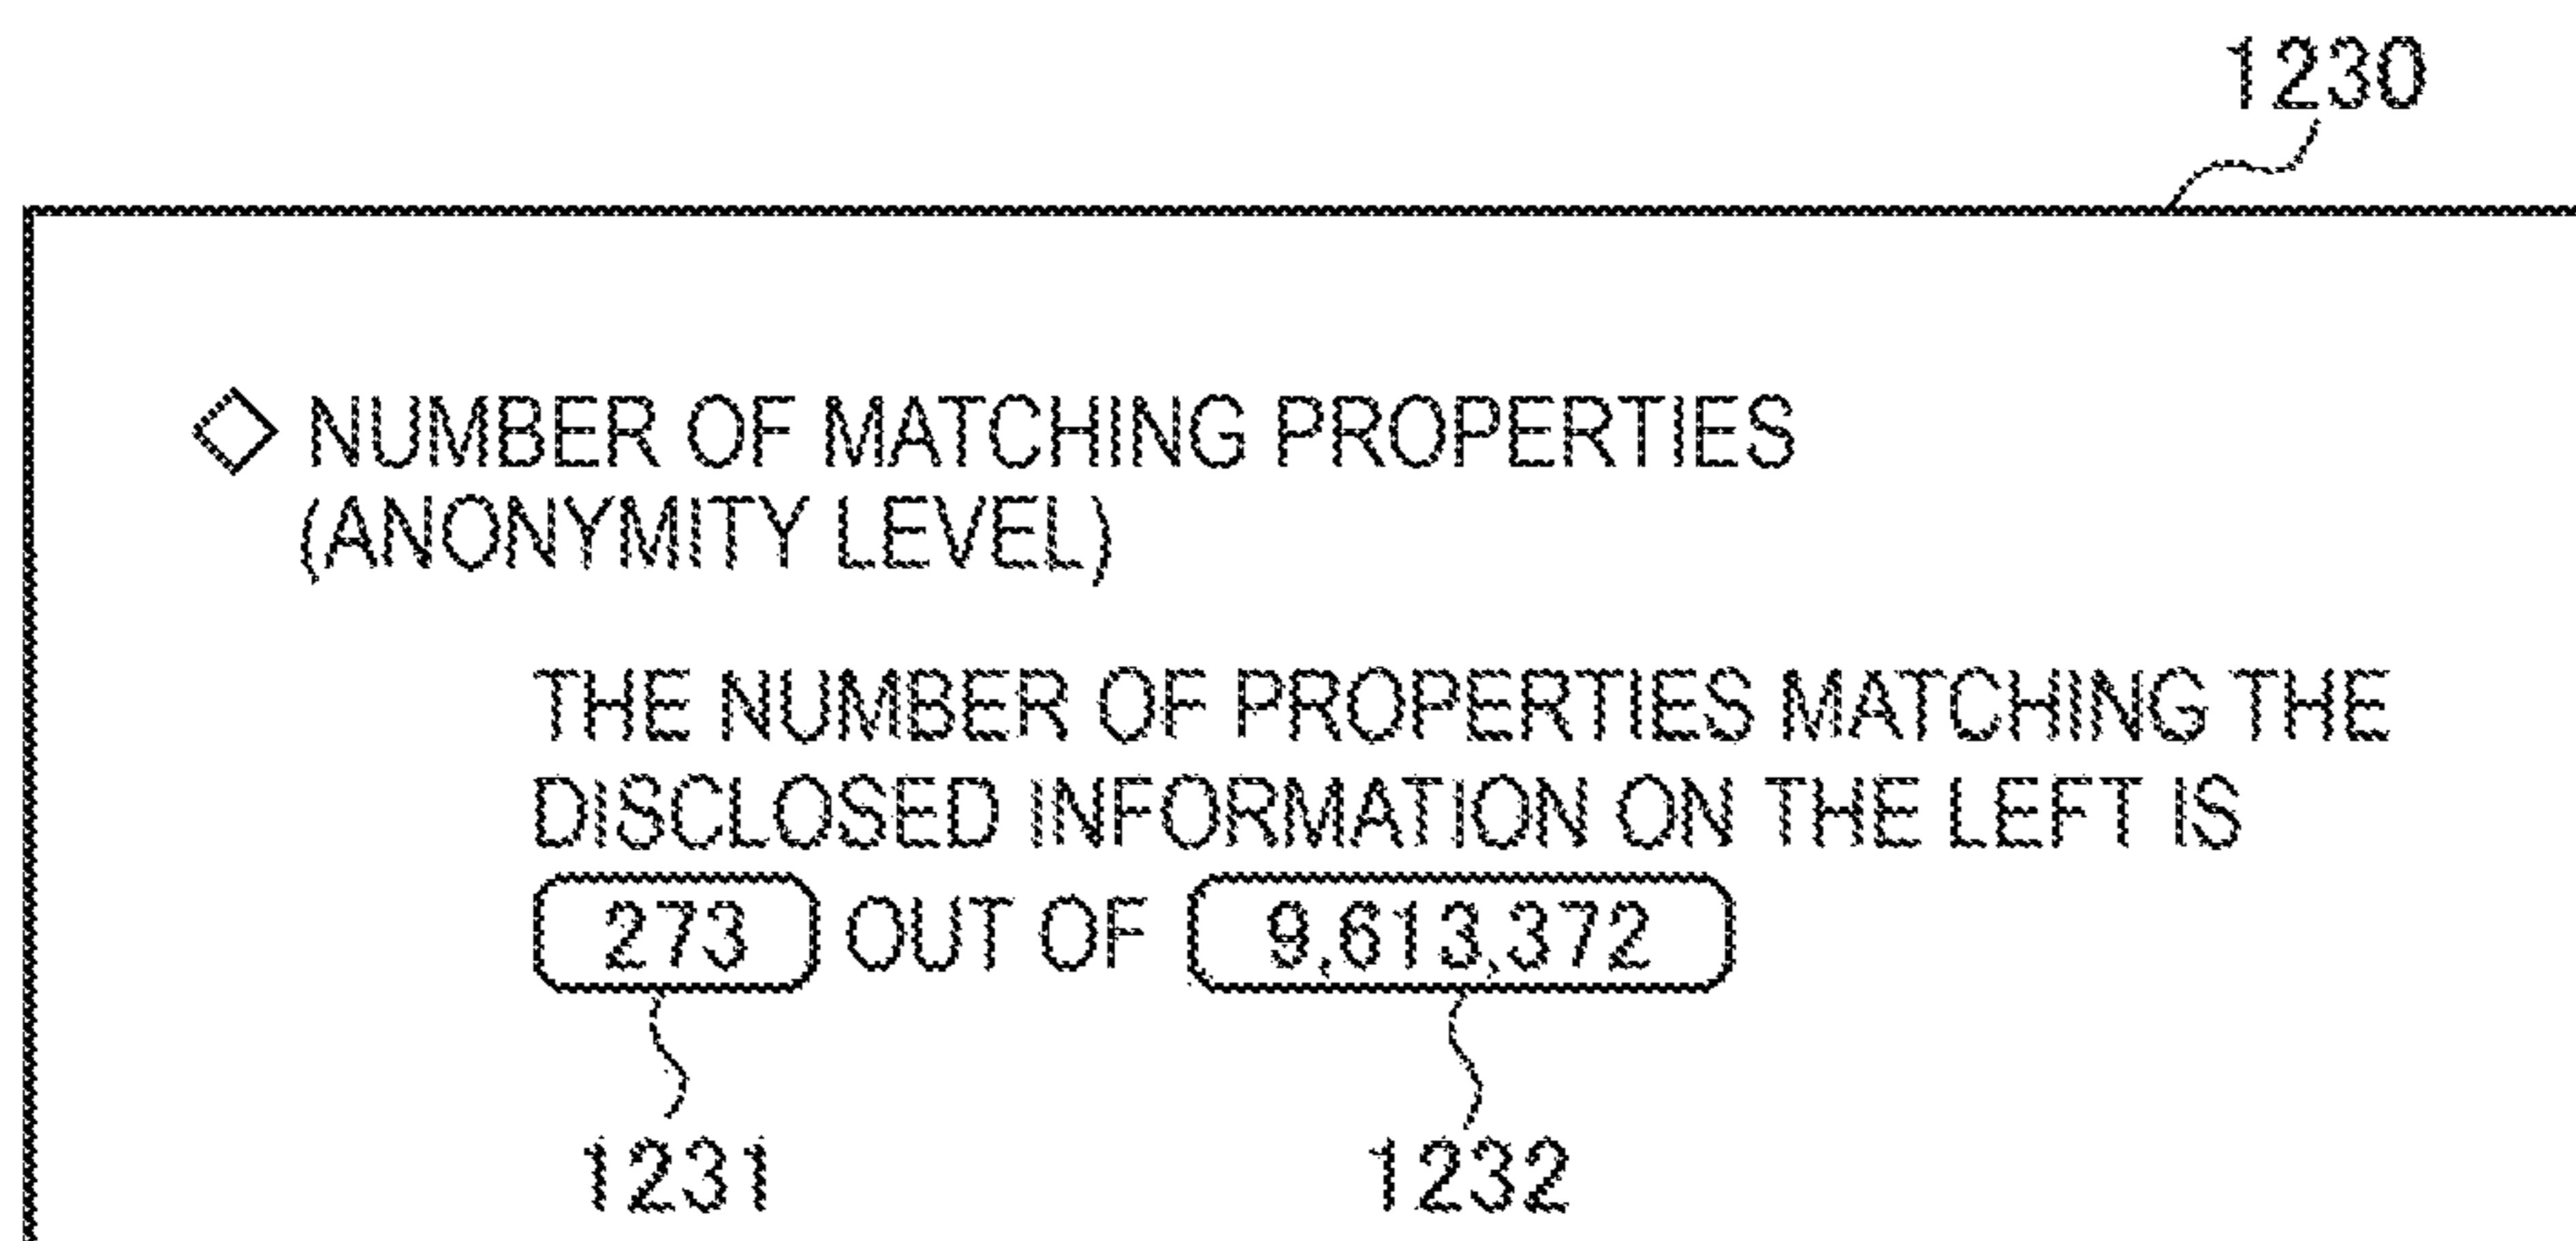 1230
◇ NUMBER OF MATCHING PROPERTIES
(ANONYMITY LEVEL)
THE NUMBER OF PROPERTIES MATCHING THE
DISCLOSED INFORMATION ON THE LEFT IS
273 OUT OF 9,613,372
1231 1232